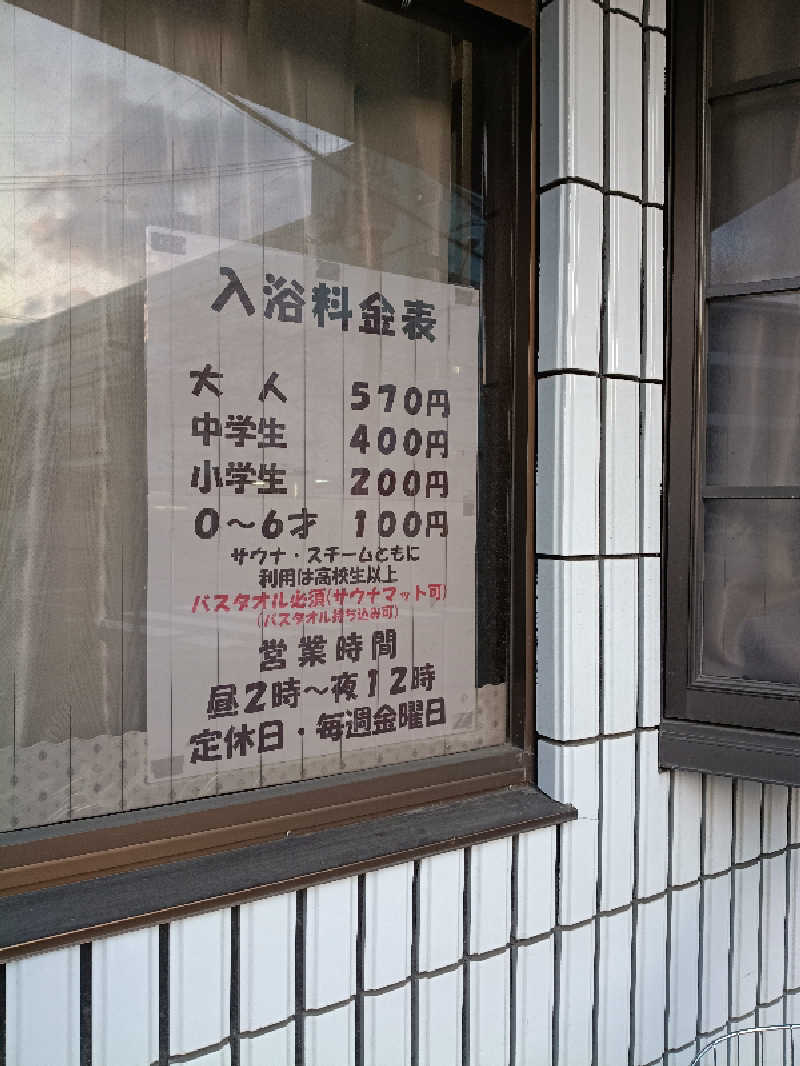 入浴料金表
大 人 570円
中学生 400円
小学生 200円
0〜6才 100円
サウナ・スチームともに
利用は高校生以上
バスタオル必須(サウナマット可)
(バスタオル持ち込み可)
営業時間
昼2時〜夜12時
定休日・毎週金曜日